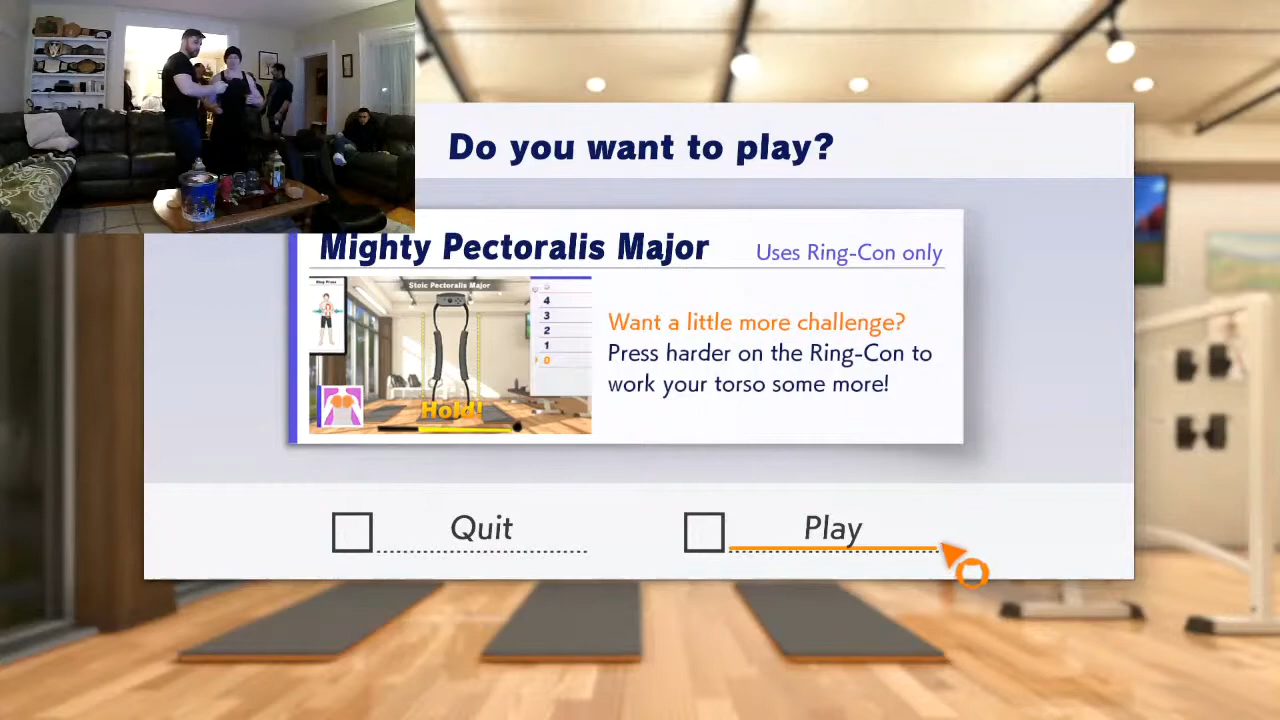 Do you want to play?
Mighty Pectoralis Major
Uses Ring-Con only
Ring Press
Stoic Pectoralis Major
4
3
2
1
0
Hold!
Want a little more challenge?
Press harder on the Ring-Con to
work your torso some more!
Quit
Play